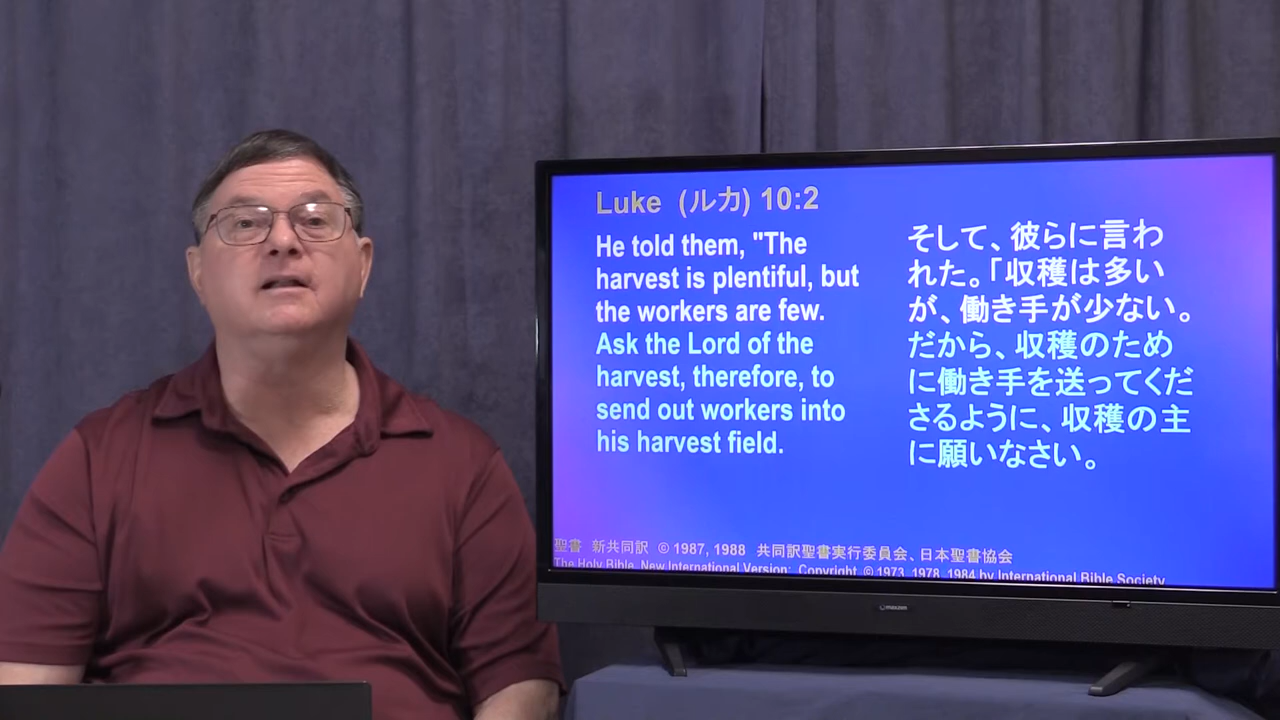 Luke (ルカ) 10:2
He told them, "The
harvest is plentiful, but
the workers are few.
Ask the Lord of the
harvest, therefore, to
send out workers into
his harvest field.
そして、彼らに言わ
れた。「収穫は多い
が、働き手が少ない。
だから、収穫のため
に働き手を送ってくだ
さるように、収穫の主
に願いなさい。
聖書 新共同訳 © 1987, 1988 共同訳聖書実行委員会、日本聖書協会
The Holy Bible, New International Version: Copyright © 1973, 1978, 1984 by International Bible Society
maxzen